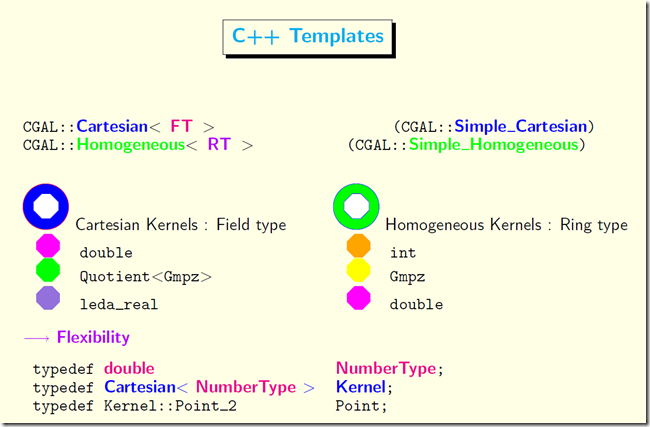 C++ Templates
CGAL::Cartesian< FT > (CGAL::Simple_Cartesian)
CGAL::Homogeneous< RT > (CGAL::Simple_Homogeneous)
Cartesian Kernels : Field type
double
Quotient<Gmpz>
leda_real
Homogeneous Kernels : Ring type
int
Gmpz
double
⟶ Flexibility
typedef double NumberType;
typedef Cartesian< NumberType > Kernel;
typedef Kernel::Point_2 Point;